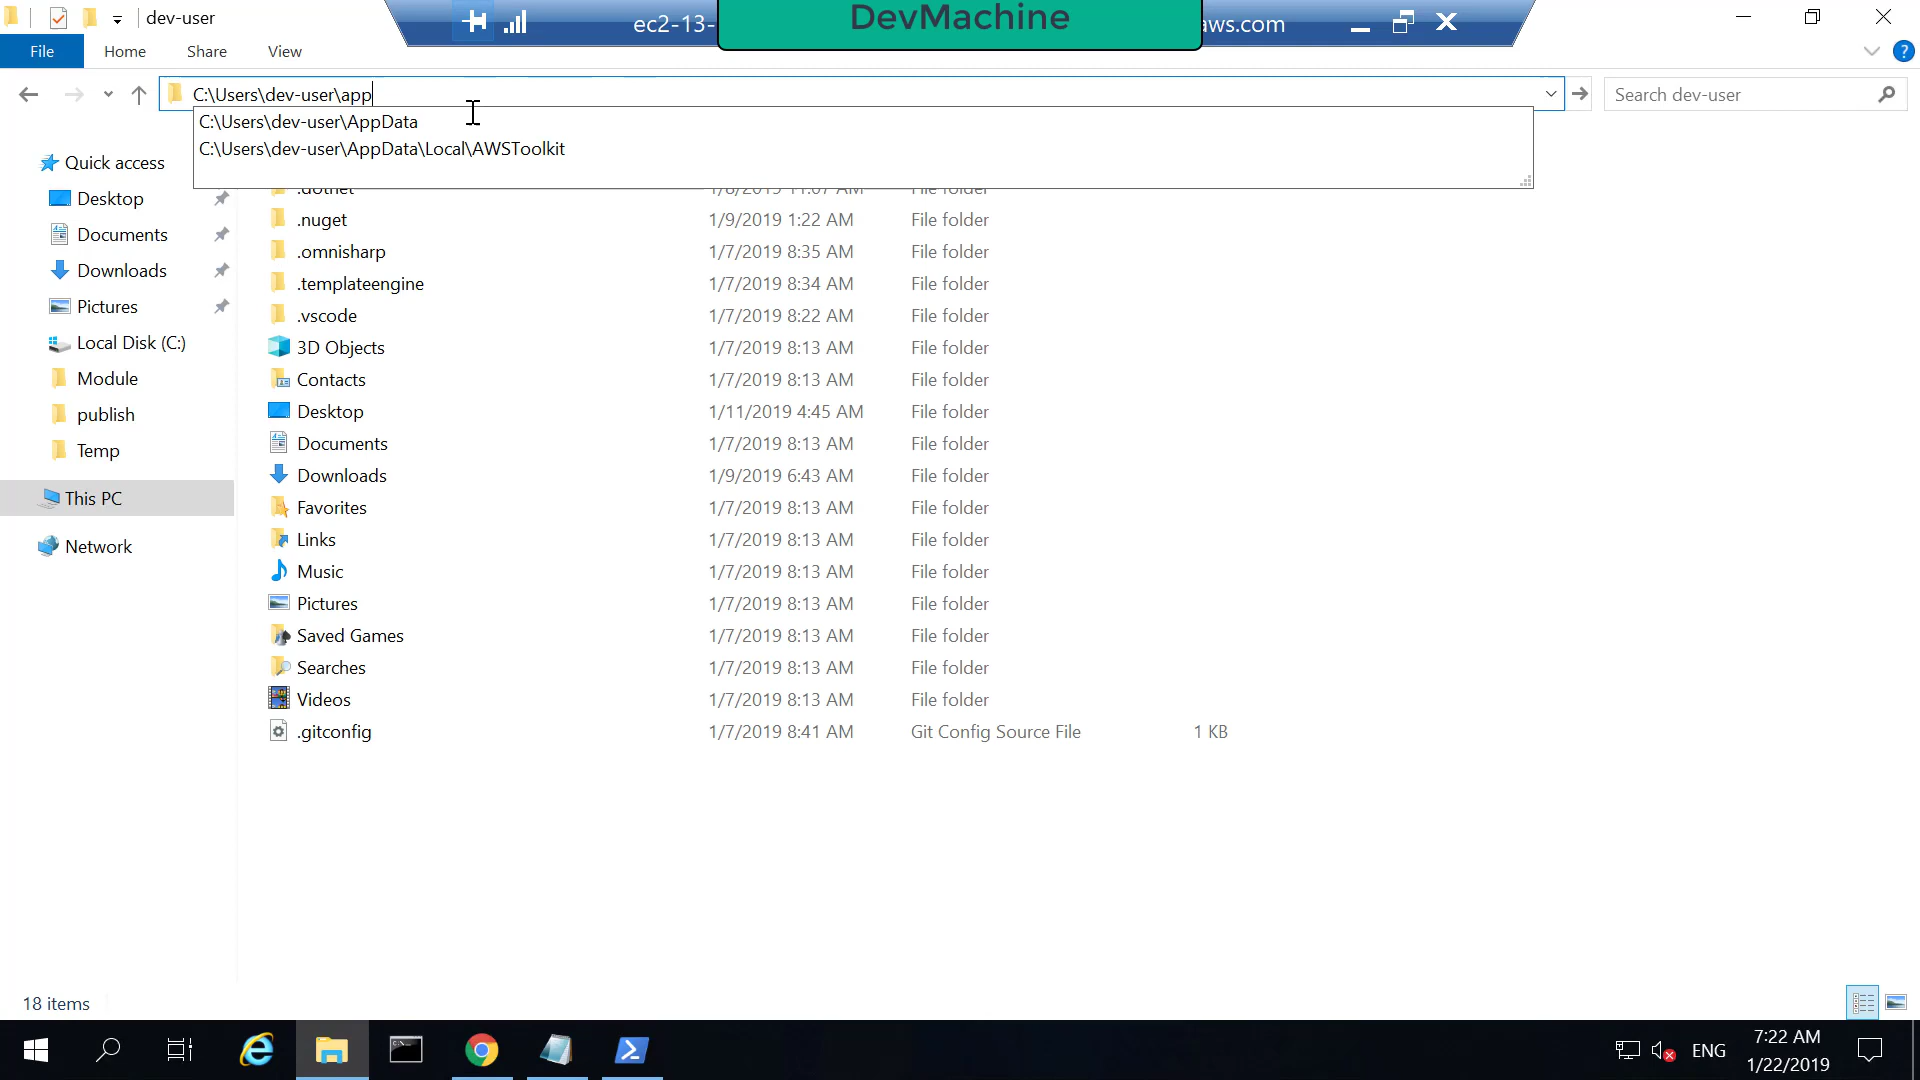 dev-user
ec2-13-
DevMachine
aws.com
File Home Share View
C:\Users\dev-user\app
Search dev-user
C:\Users\dev-user\AppData
C:\Users\dev-user\AppData\Local\AWSToolkit
Quick access
Desktop
Documents
Downloads
Pictures
Local Disk (C:)
Module
publish
Temp
This PC
Network
.dotnet 1/8/2019 11:07 AM File folder
.nuget 1/9/2019 1:22 AM File folder
.omnisharp 1/7/2019 8:35 AM File folder
.templateengine 1/7/2019 8:34 AM File folder
.vscode 1/7/2019 8:22 AM File folder
3D Objects 1/7/2019 8:13 AM File folder
Contacts 1/7/2019 8:13 AM File folder
Desktop 1/11/2019 4:45 AM File folder
Documents 1/7/2019 8:13 AM File folder
Downloads 1/9/2019 6:43 AM File folder
Favorites 1/7/2019 8:13 AM File folder
Links 1/7/2019 8:13 AM File folder
Music 1/7/2019 8:13 AM File folder
Pictures 1/7/2019 8:13 AM File folder
Saved Games 1/7/2019 8:13 AM File folder
Searches 1/7/2019 8:13 AM File folder
Videos 1/7/2019 8:13 AM File folder
.gitconfig 1/7/2019 8:41 AM Git Config Source File 1 KB
18 items
ENG
7:22 AM
1/22/2019